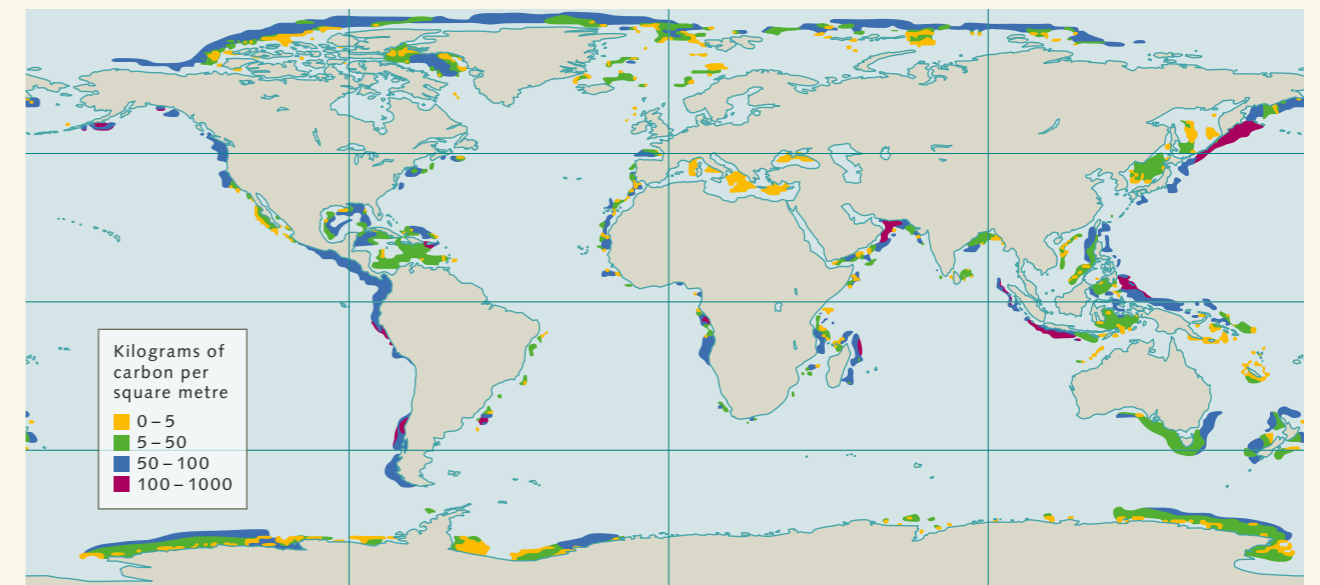 Kilograms of
carbon per
square metre
0–5
5–50
50–100
100–1000